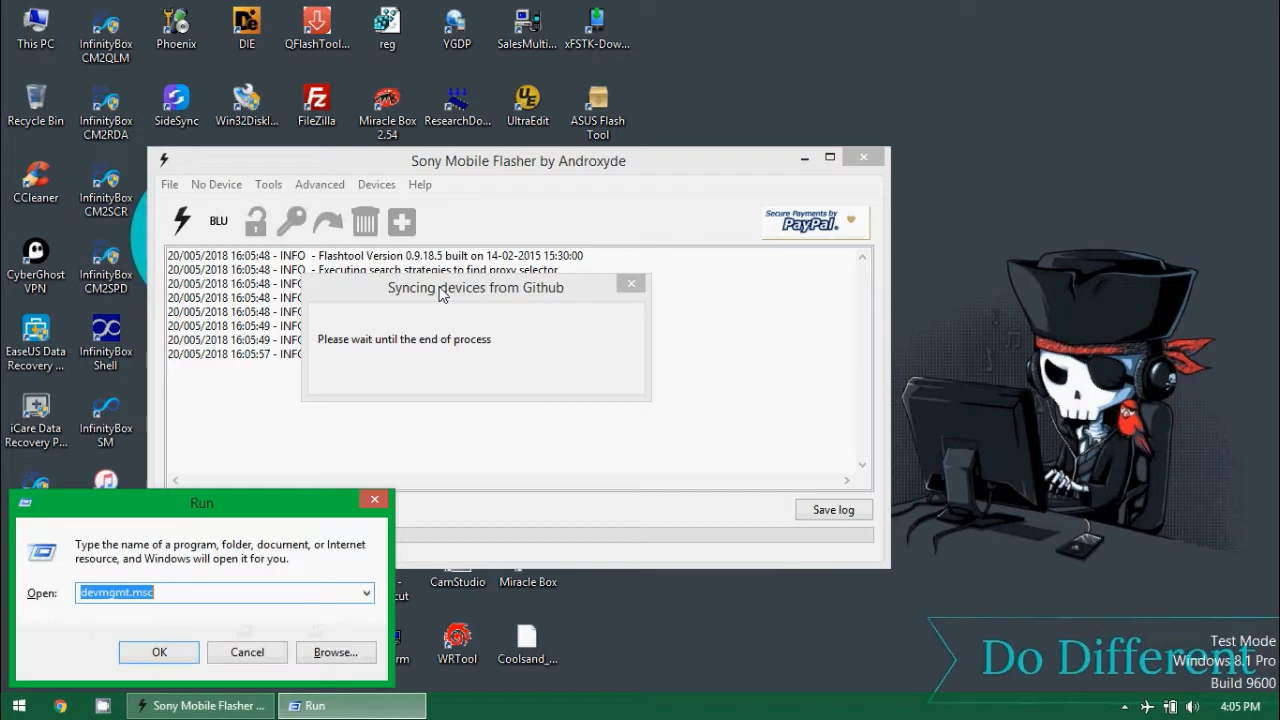 This PC
InfinityBox CM2QLM
Phoenix
DIE
QFlashTool...
reg
YGDP
SalesMulti...
xFSTK-Dow...
Recycle Bin
InfinityBox CM2RDA
SideSync
Win32DiskI...
FileZilla
Miracle Box 2.54
ResearchDo...
UltraEdit
ASUS Flash Tool
CCleaner
InfinityBox CM2SCR
CyberGhost VPN
InfinityBox CM2SPD
EaseUS Data Recovery ...
InfinityBox Shell
iCare Data Recovery P...
InfinityBox SM
Sony Mobile Flasher by Androxyde
File No Device Tools Advanced Devices Help
BLU
Secure Payments by
PayPal.
20/005/2018 16:05:48 - INFO - Flashtool Version 0.9.18.5 built on 14-02-2015 15:30:00
20/005/2018 16:05:48 - INFO - Executing search strategies to find proxy selector
20/005/2018 16:05:48 - INFO
20/005/2018 16:05:48 - INFO
20/005/2018 16:05:48 - INFO
20/005/2018 16:05:49 - INFO
20/005/2018 16:05:49 - INFO
20/005/2018 16:05:57 - INFO
Syncing devices from Github
Please wait until the end of process
Save log
Run
Type the name of a program, folder, document, or Internet
resource, and Windows will open it for you.
Open: devmgmt.msc
OK Cancel Browse...
CamStudio
Miracle Box
WRTool
Coolsand_...
Do Different
Test Mode
Windows 8.1 Pro
Build 9600
Sony Mobile Flasher ...
Run
4:05 PM